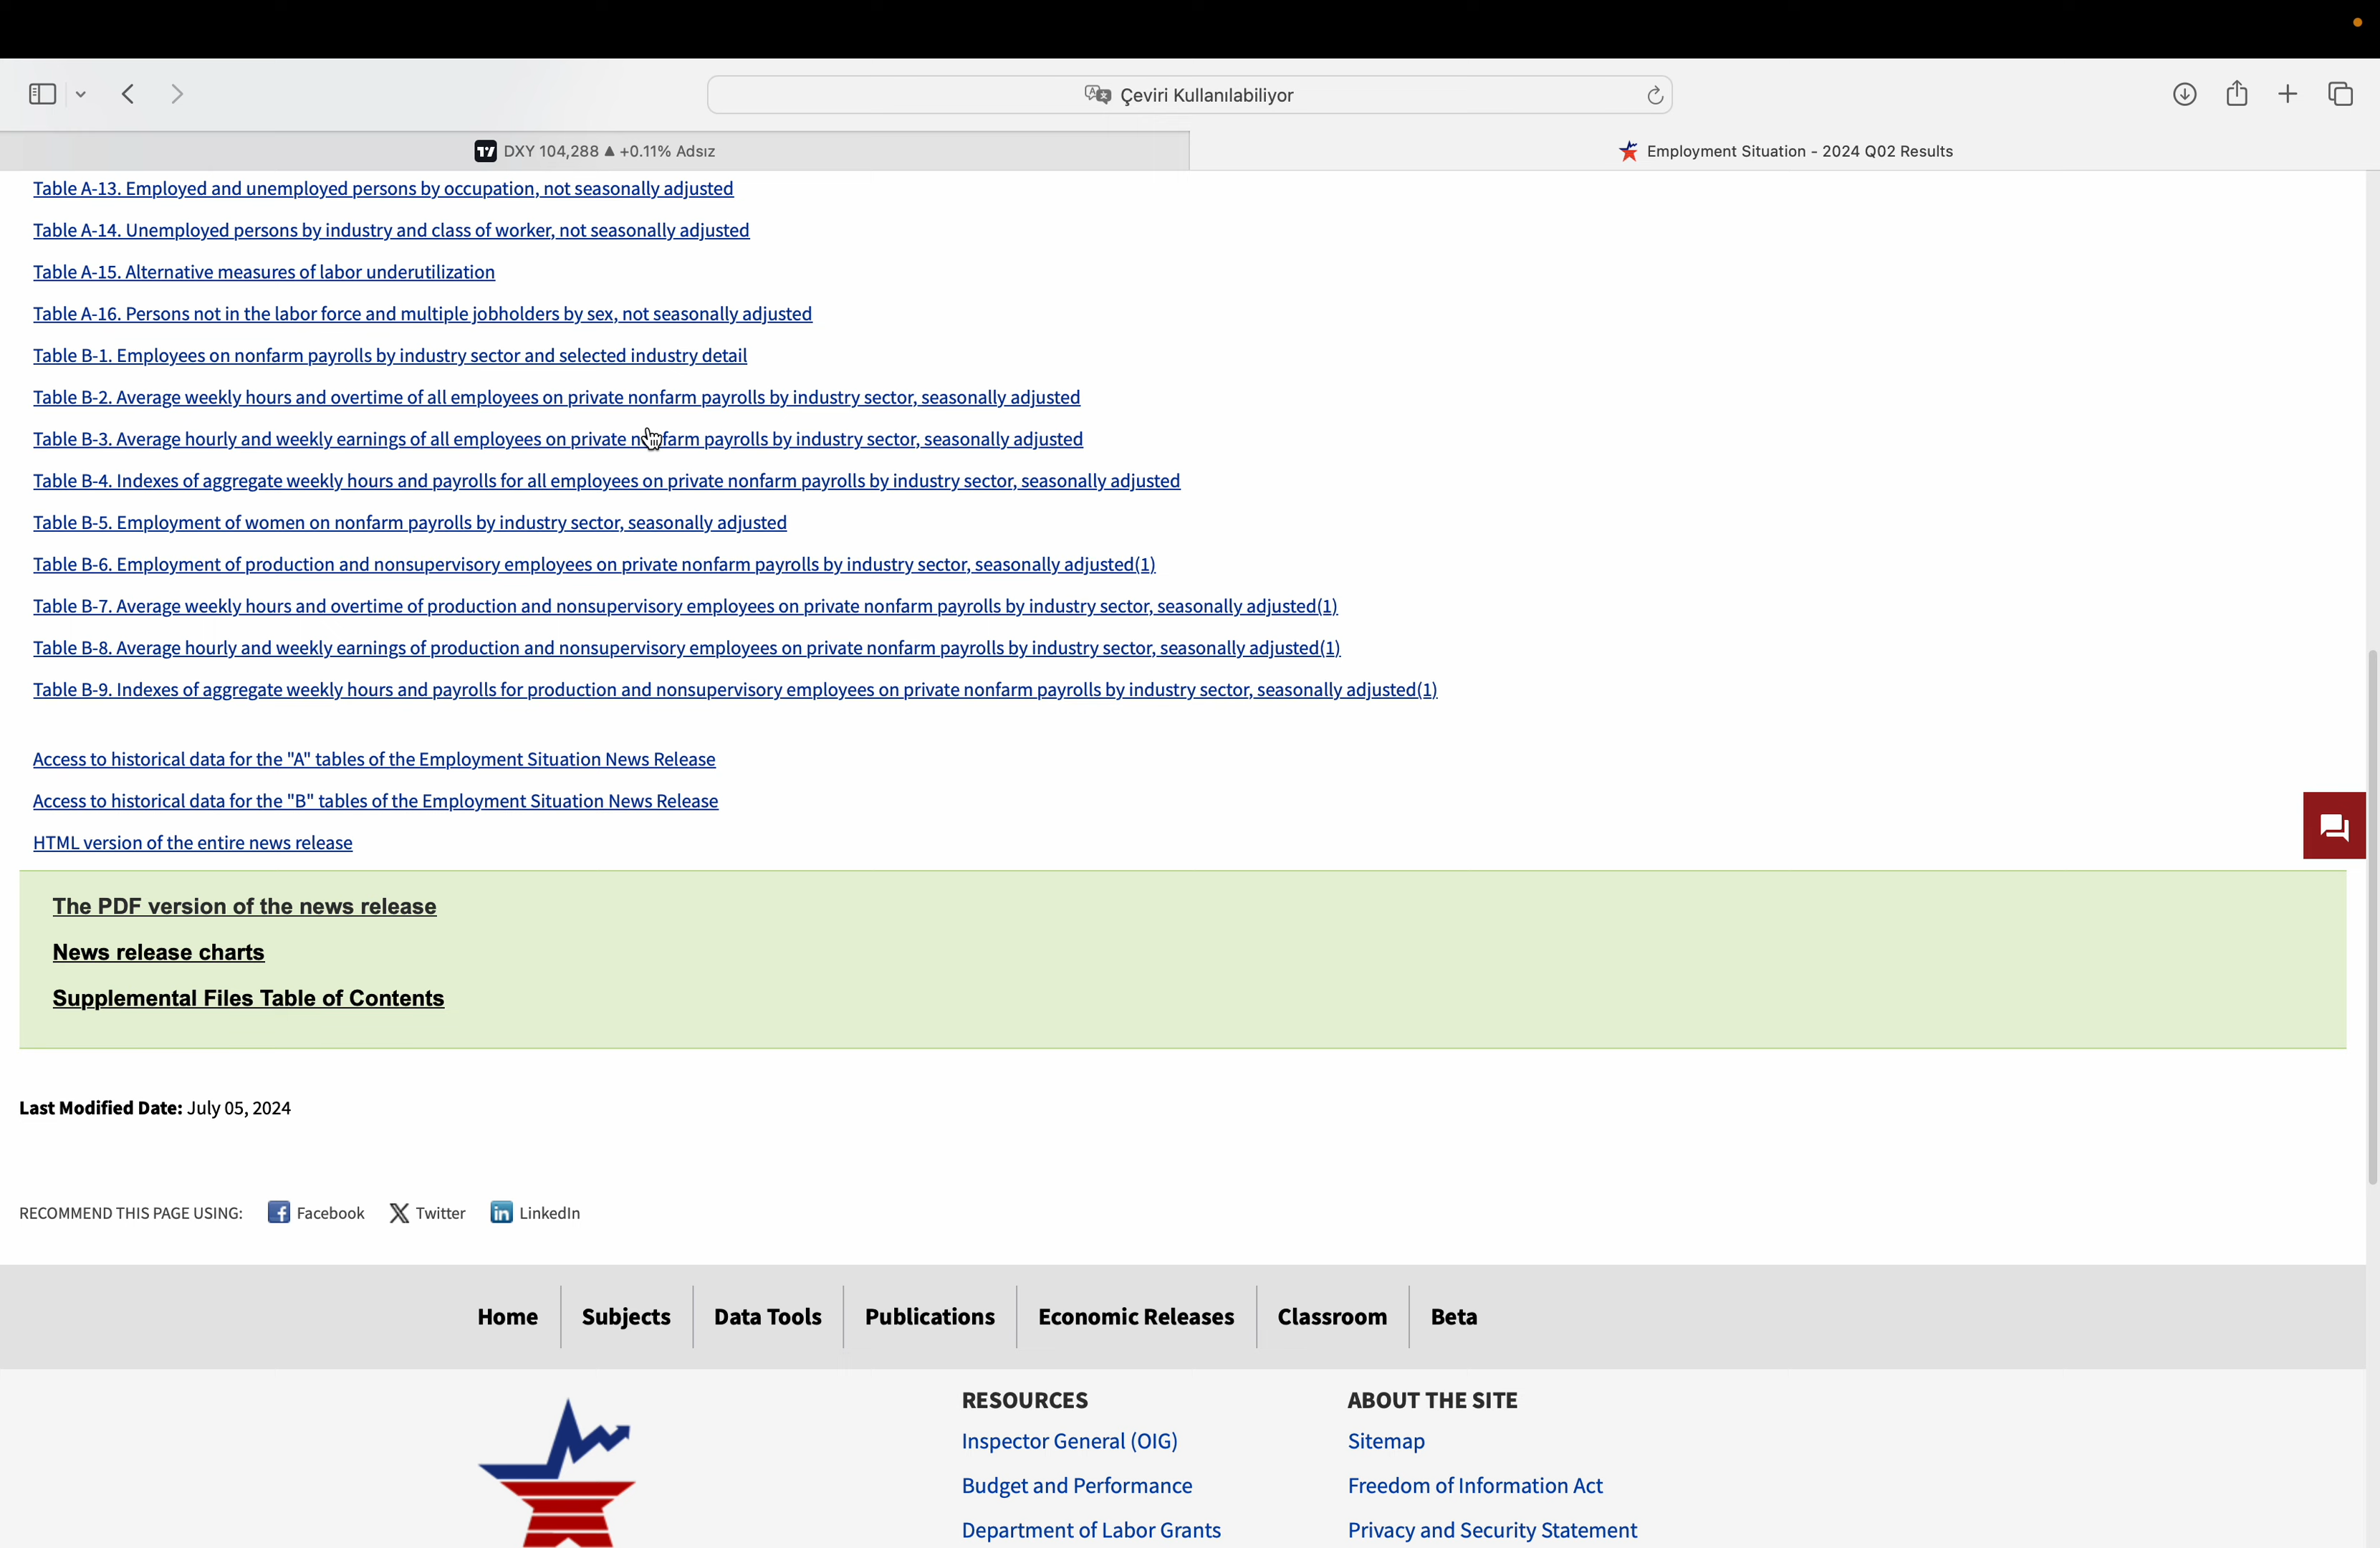 Çeviri Kullanılabiliyor
DXY 104,288 ▲ +0.11% Adsız
Employment Situation - 2024 Q02 Results
Table A-13. Employed and unemployed persons by occupation, not seasonally adjusted
Table A-14. Unemployed persons by industry and class of worker, not seasonally adjusted
Table A-15. Alternative measures of labor underutilization
Table A-16. Persons not in the labor force and multiple jobholders by sex, not seasonally adjusted
Table B-1. Employees on nonfarm payrolls by industry sector and selected industry detail
Table B-2. Average weekly hours and overtime of all employees on private nonfarm payrolls by industry sector, seasonally adjusted
Table B-3. Average hourly and weekly earnings of all employees on private nonfarm payrolls by industry sector, seasonally adjusted
Table B-4. Indexes of aggregate weekly hours and payrolls for all employees on private nonfarm payrolls by industry sector, seasonally adjusted
Table B-5. Employment of women on nonfarm payrolls by industry sector, seasonally adjusted
Table B-6. Employment of production and nonsupervisory employees on private nonfarm payrolls by industry sector, seasonally adjusted(1)
Table B-7. Average weekly hours and overtime of production and nonsupervisory employees on private nonfarm payrolls by industry sector, seasonally adjusted(1)
Table B-8. Average hourly and weekly earnings of production and nonsupervisory employees on private nonfarm payrolls by industry sector, seasonally adjusted(1)
Table B-9. Indexes of aggregate weekly hours and payrolls for production and nonsupervisory employees on private nonfarm payrolls by industry sector, seasonally adjusted(1)
Access to historical data for the "A" tables of the Employment Situation News Release
Access to historical data for the "B" tables of the Employment Situation News Release
HTML version of the entire news release
The PDF version of the news release
News release charts
Supplemental Files Table of Contents
Last Modified Date: July 05, 2024
RECOMMEND THIS PAGE USING: Facebook Twitter LinkedIn
Home Subjects Data Tools Publications Economic Releases Classroom Beta
RESOURCES
Inspector General (OIG)
Budget and Performance
Department of Labor Grants
ABOUT THE SITE
Sitemap
Freedom of Information Act
Privacy and Security Statement